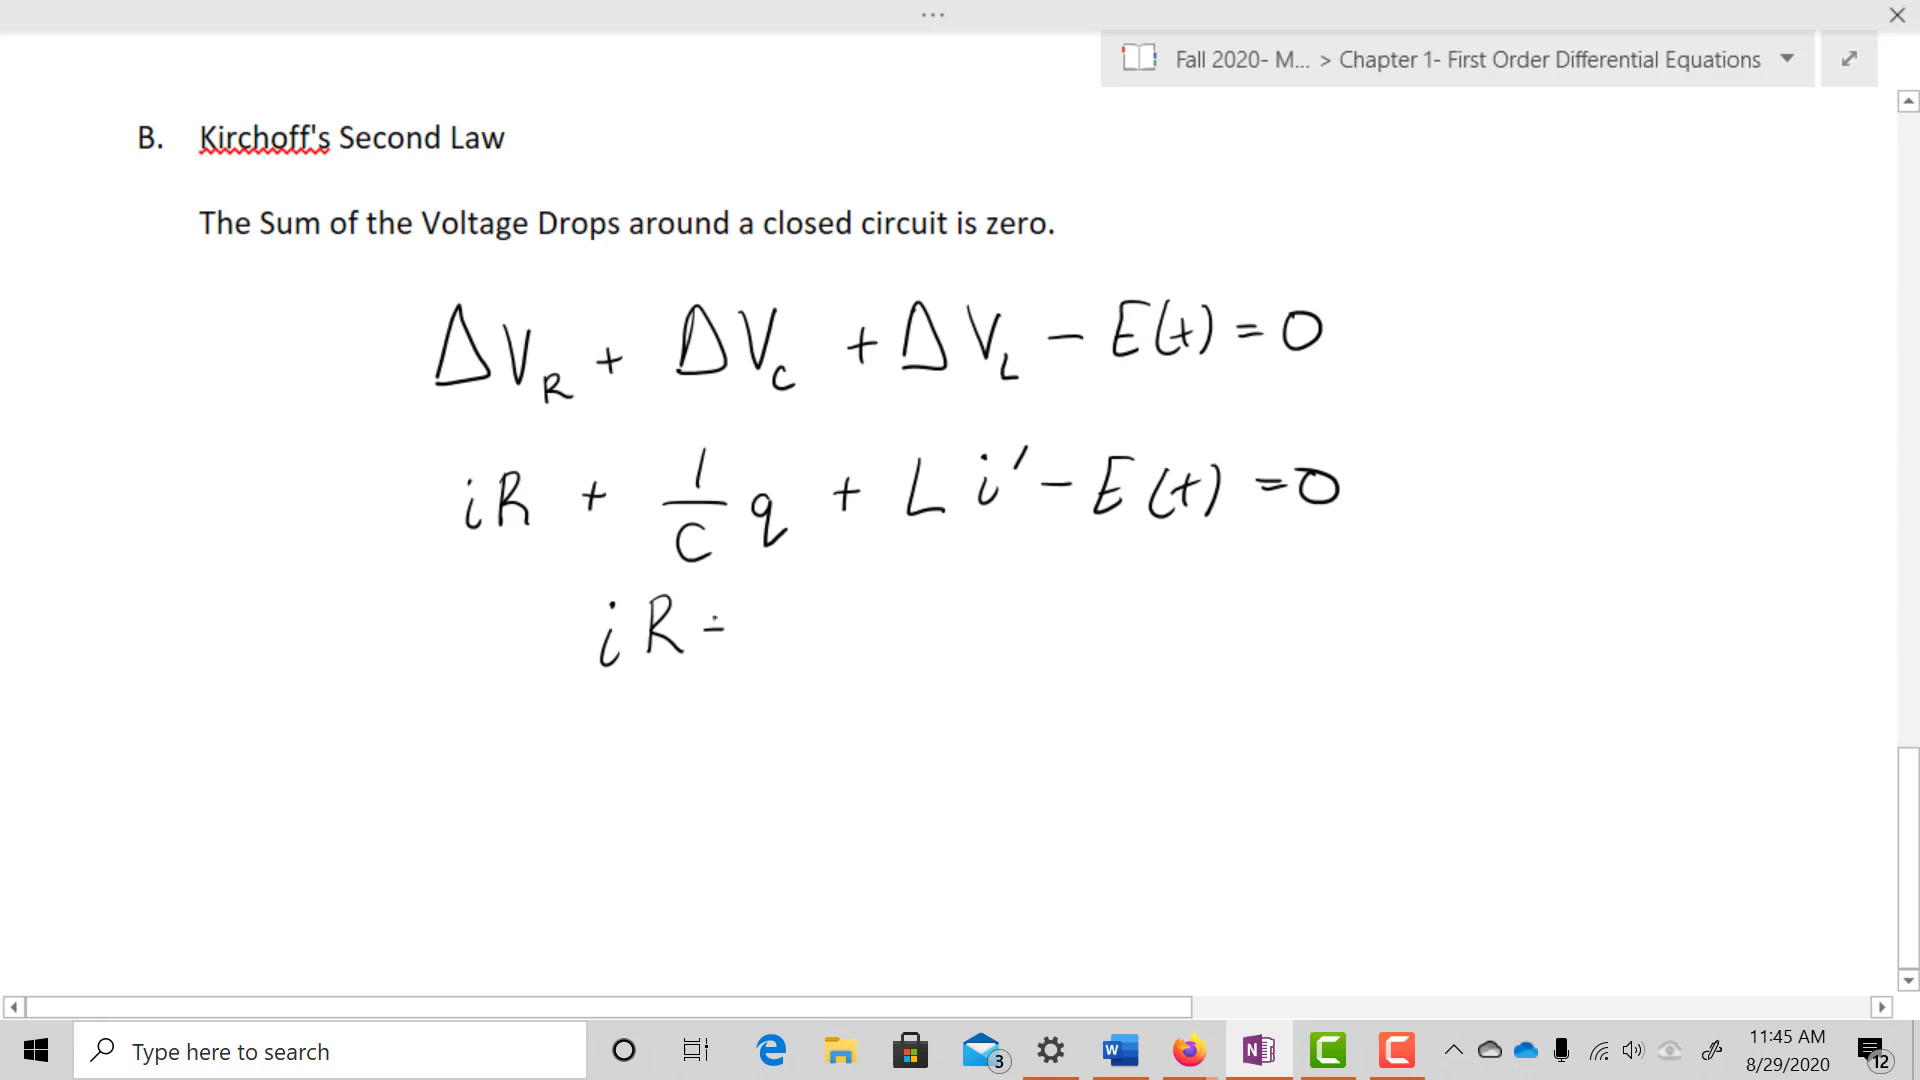 ...
Fall 2020- M... > Chapter 1- First Order Differential Equations
B. Kirchoff's Second Law
The Sum of the Voltage Drops around a closed circuit is zero.
ΔV_R + ΔV_C + ΔV_L − E(t) = 0
iR + 1/C q + L i′ − E(t) = 0
iR =
Type here to search
3
W
N
11:45 AM
8/29/2020
12